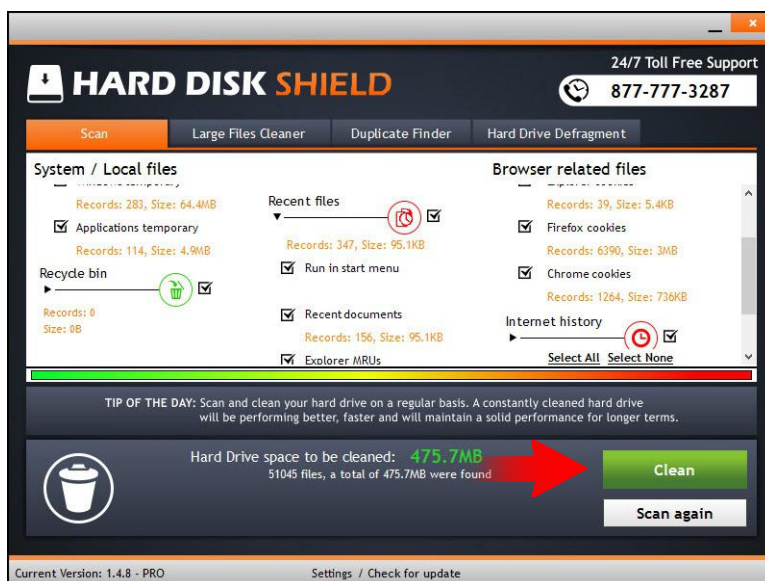 24/7 Toll Free Support
HARD DISK SHIELD
877-777-3287
Scan
Large Files Cleaner
Duplicate Finder
Hard Drive Defragment
System / Local files
Records: 283, Size: 64.4MB
Applications temporary
Records: 114, Size: 4.9MB
Recycle bin
Records: 0
Size: 0B
Recent files
Records: 347, Size: 95.1KB
Run in start menu
Recent documents
Records: 156, Size: 95.1KB
Explorer MRUs
Browser related files
Records: 39, Size: 5.4KB
Firefox cookies
Records: 6390, Size: 3MB
Chrome cookies
Records: 1264, Size: 736KB
Internet history
Select All Select None
TIP OF THE DAY: Scan and clean your hard drive on a regular basis. A constantly cleaned hard drive
will be performing better, faster and will maintain a solid performance for longer terms.
Hard Drive space to be cleaned: 475.7MB
51045 files, a total of 475.7MB were found
Clean
Scan again
Current Version: 1.4.8 - PRO
Settings / Check for update